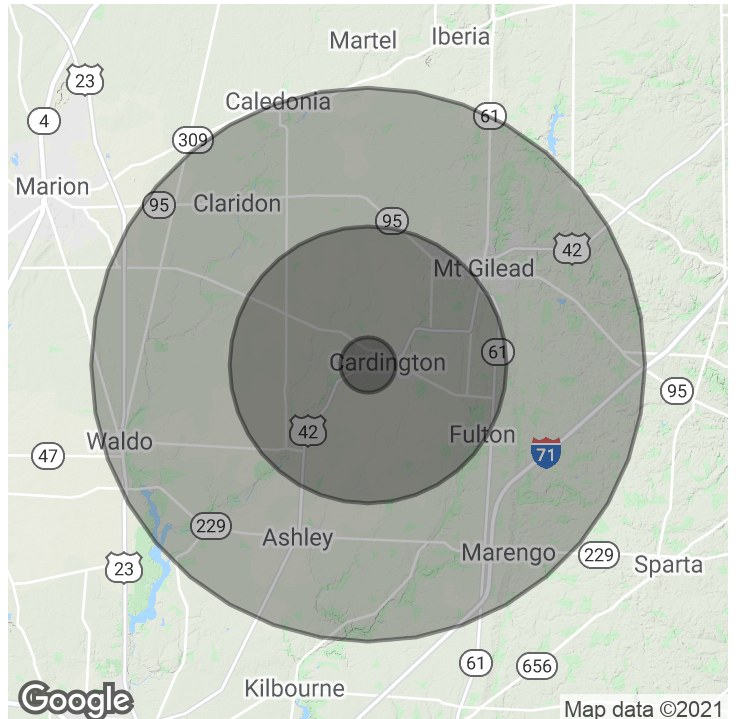 Martel
Iberia
23
Caledonia
61
4
309
Marion
95
Claridon
95
42
Mt Gilead
61
Cardington
95
42
Fulton
Waldo
47
71
229
Ashley
Marengo
229
Sparta
23
61
656
Kilbourne
Google
Map data ©2021